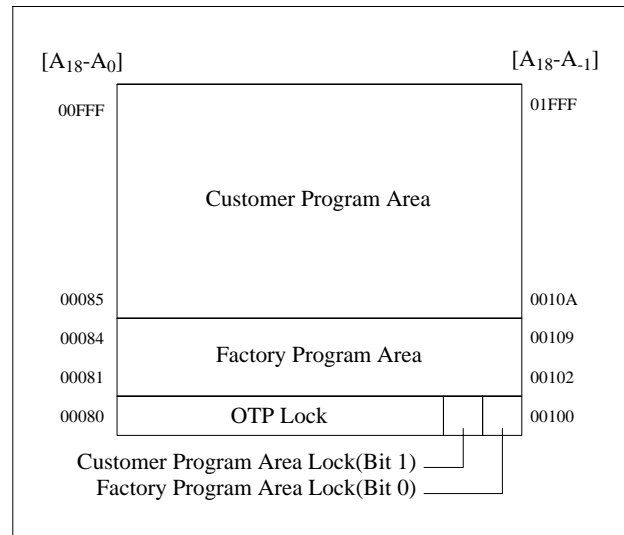 [A18-A0] [A18-A-1]
00FFF 01FFF
Customer Program Area
00085 0010A
00084 00109
Factory Program Area
00081 00102
00080 OTP Lock 00100
Customer Program Area Lock(Bit 1)
Factory Program Area Lock(Bit 0)